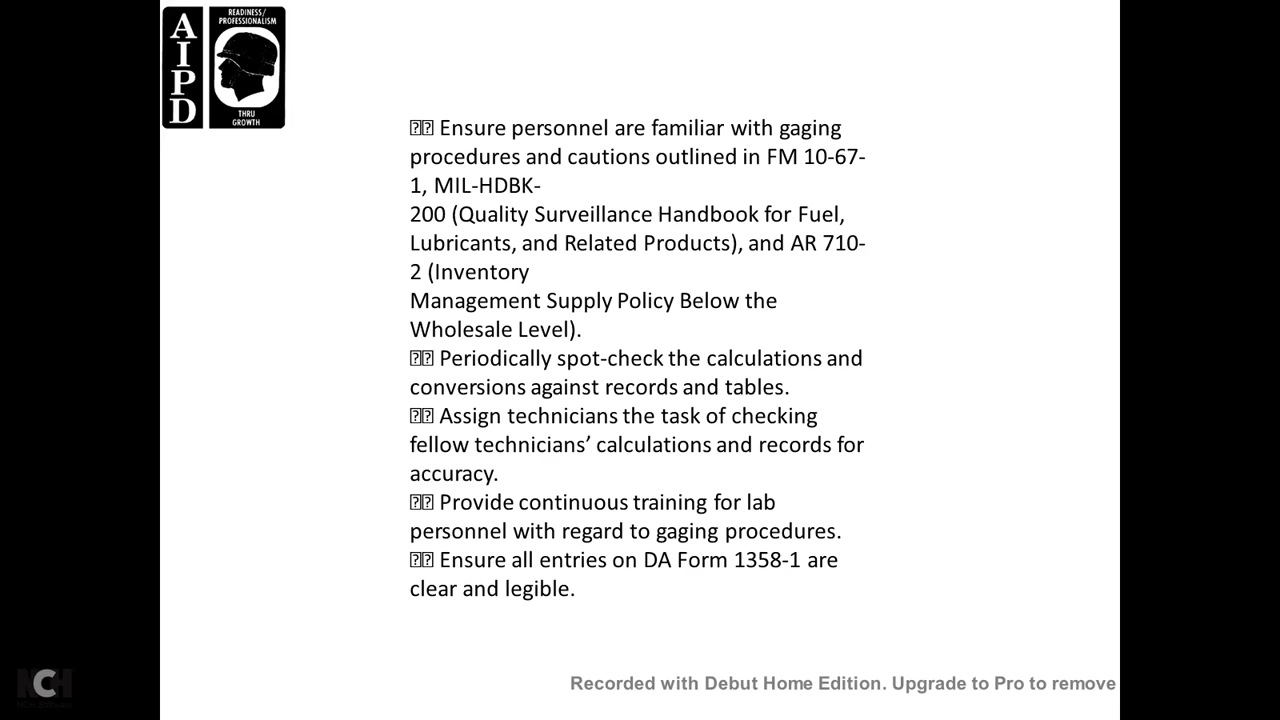 A
I
P
D
READINESS/
PROFESSIONALISM
THRU
GROWTH
⍰⍰ Ensure personnel are familiar with gaging
procedures and cautions outlined in FM 10-67-
1, MIL-HDBK-
200 (Quality Surveillance Handbook for Fuel,
Lubricants, and Related Products), and AR 710-
2 (Inventory
Management Supply Policy Below the
Wholesale Level).
⍰⍰ Periodically spot-check the calculations and
conversions against records and tables.
⍰⍰ Assign technicians the task of checking
fellow technicians’ calculations and records for
accuracy.
⍰⍰ Provide continuous training for lab
personnel with regard to gaging procedures.
⍰⍰ Ensure all entries on DA Form 1358-1 are
clear and legible.
NCH
NCH Software
Recorded with Debut Home Edition. Upgrade to Pro to remove